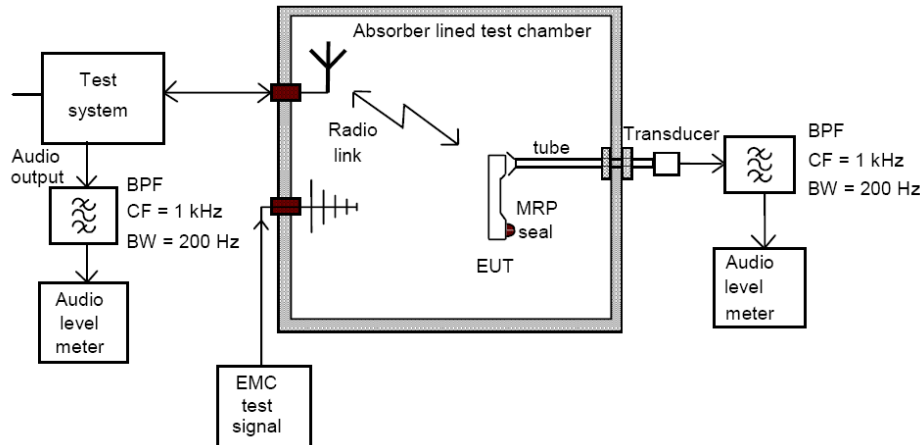 Absorber lined test chamber
Test
system
Audio
output
BPF
CF = 1 kHz
BW = 200 Hz
Audio
level
meter
Radio
link
EMC
test
signal
tube
MRP
seal
EUT
Transducer
BPF
CF = 1 kHz
BW = 200 Hz
Audio
level
meter